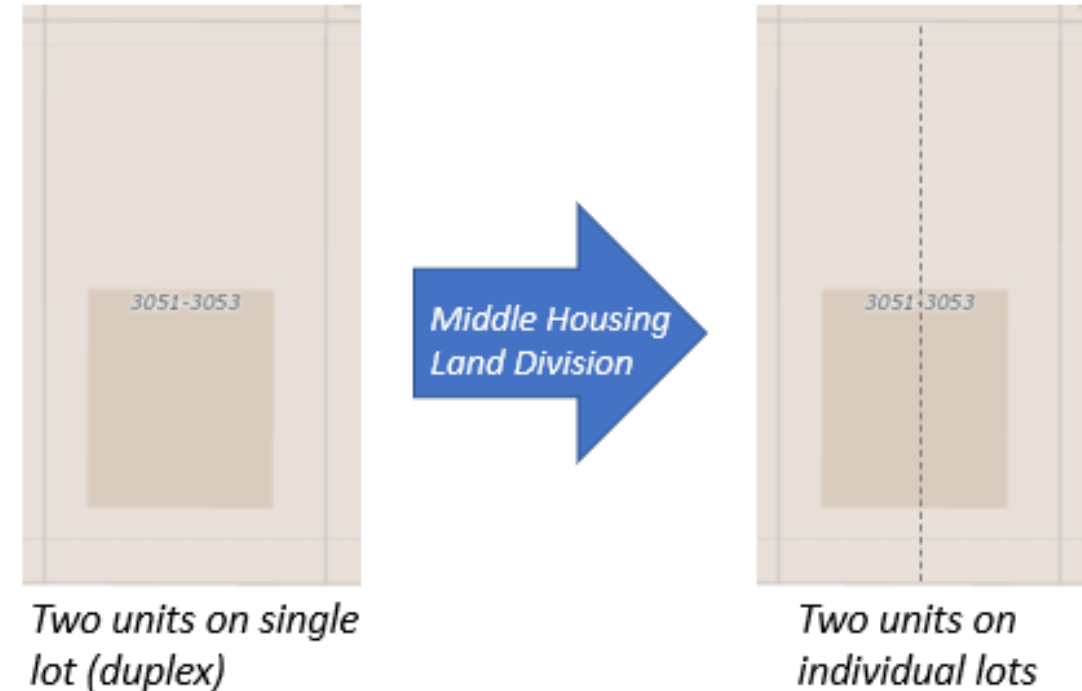 3051-3053
Middle Housing
Land Division
3051-3053
Two units on single
lot (duplex)
Two units on
individual lots